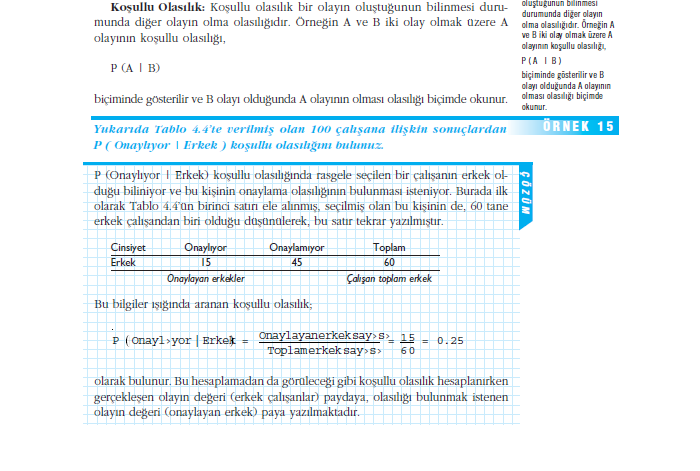 Koşullu Olasılık: Koşullu olasılık bir olayın oluştuğunun bilinmesi duru-
munda diğer olayın olma olasılığıdır. Örneğin A ve B iki olay olmak üzere A
olayının koşullu olasılığı,
P (A | B)
biçiminde gösterilir ve B olayı olduğunda A olayının olması olasılığı biçimde okunur.
oluştuğunun bilinmesi
durumunda diğer olayın
olma olasılığıdır. Örneğin A
ve B iki olay olmak üzere A
olayının koşullu olasılığı,
P(A | B)
biçiminde gösterilir ve B
olayı olduğunda A olayının
olması olasılığı biçimde
okunur.
ÖRNEK 15
Yukarıda Tablo 4.4'te verilmiş olan 100 çalışana ilişkin sonuçlardan
P ( Onaylıyor | Erkek ) koşullu olasılığını bulunuz.
ÇÖZÜM
P (Onaylıyor | Erkek) koşullu olasılığında rasgele seçilen bir çalışanın erkek ol-
duğu biliniyor ve bu kişinin onaylama olasılığının bulunması isteniyor. Burada ilk
olarak Tablo 4.4'ün birinci satırı ele alınmış, seçilmiş olan bu kişinin de, 60 tane
erkek çalışandan biri olduğu düşünülerek, bu satır tekrar yazılmıştır.
Cinsiyet Onaylıyor Onaylamıyor Toplam
Erkek 15 45 60
Onaylayan erkekler Çalışan toplam erkek
Bu bilgiler ışığında aranan koşullu olasılık;
P (Onayl›yor | Erkek) = Onaylayanerkeksay›s› / Toplamerkeksay›s› = 15 / 60 = 0.25
olarak bulunur. Bu hesaplamadan da görüleceği gibi koşullu olasılık hesaplanırken
gerçekleşen olayın değeri (erkek çalışanlar) paydaya, olasılığı bulunmak istenen
olayın değeri (onaylayan erkek) paya yazılmaktadır.